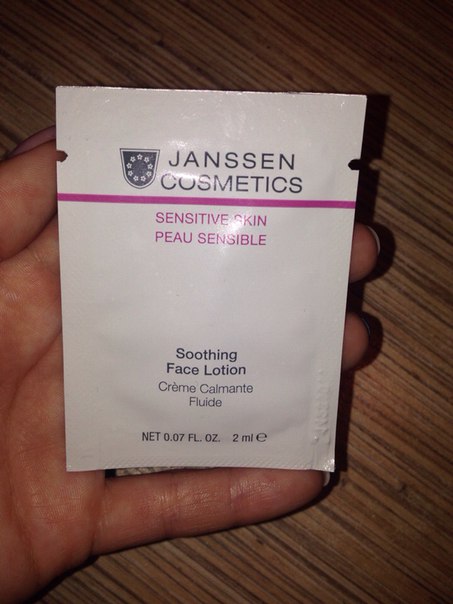 JANSSEN
COSMETICS
SENSITIVE SKIN
PEAU SENSIBLE
Soothing
Face Lotion
Crème Calmante
Fluide
NET 0.07 FL. OZ. 2 ml ℮